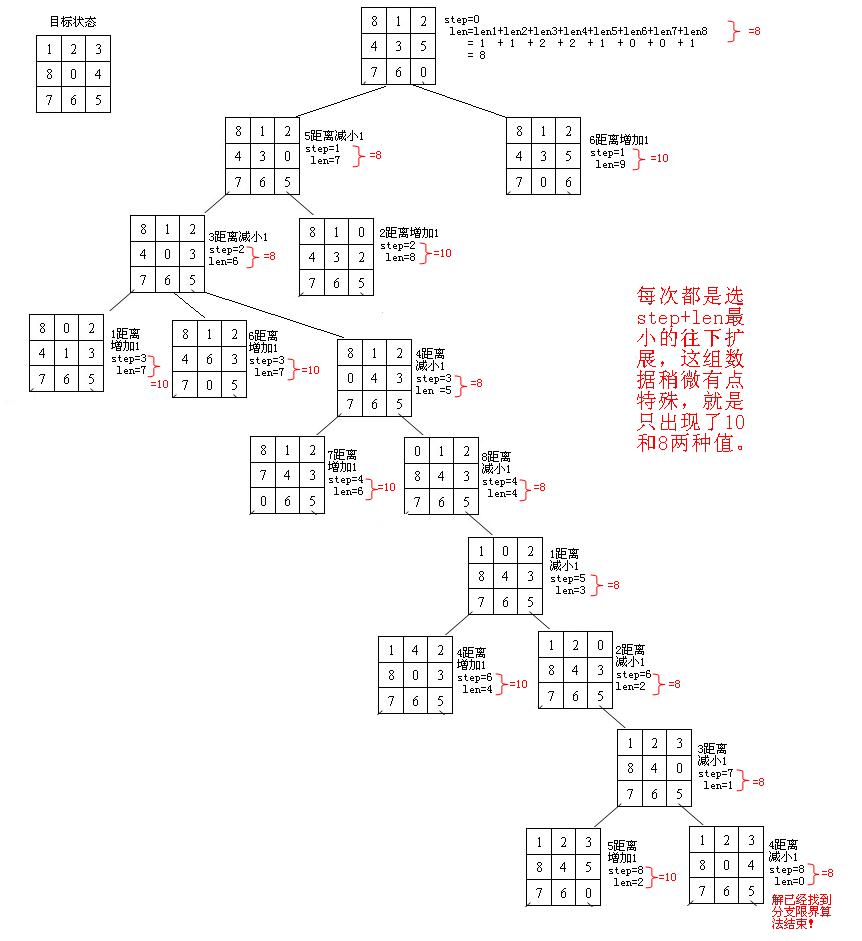 目标状态
1 2 3
8 0 4
7 6 5
8 1 2
4 3 5
7 6 0
step=0
len=len1+len2+len3+len4+len5+len6+len7+len8
= 1 + 1 + 2 + 2 + 1 + 0 + 0 + 1
= 8
=8
8 1 2
4 3 0
7 6 5
5距离减小1
step=1
len=7
=8
8 1 2
4 3 5
7 0 6
6距离增加1
step=1
len=9
=10
8 1 2
4 0 3
7 6 5
3距离减小1
step=2
len=6
=8
8 1 0
4 3 2
7 6 5
2距离增加1
step=2
len=8
=10
8 0 2
4 1 3
7 6 5
1距离
增加1
step=3
len=7
=10
8 1 2
4 6 3
7 0 5
6距离
增加1
step=3
len=7
=10
8 1 2
0 4 3
7 6 5
4距离
减小1
step=3
len =5
=8
每次都是选
step+len最
小的往下扩
展，这组数
据稍微有点
特殊，就是
只出现了10
和8两种值。
8 1 2
7 4 3
0 6 5
7距离
增加1
step=4
len=6
=10
0 1 2
8 4 3
7 6 5
8距离
减小1
step=4
len=4
=8
1 0 2
8 4 3
7 6 5
1距离
减小1
step=5
len=3
=8
1 4 2
8 0 3
7 6 5
4距离
增加1
step=6
len=4
=10
1 2 0
8 4 3
7 6 5
2距离
减小1
step=6
len=2
=8
1 2 3
8 4 0
7 6 5
3距离
减小1
step=7
len=1
=8
1 2 3
8 4 5
7 6 0
5距离
增加1
step=8
len=2
=10
1 2 3
8 0 4
7 6 5
4距离
减小1
step=8
len=0
=8
解已经找到
分支限界算
法结束！